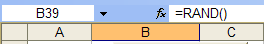 B39 fx =RAND()
A B C